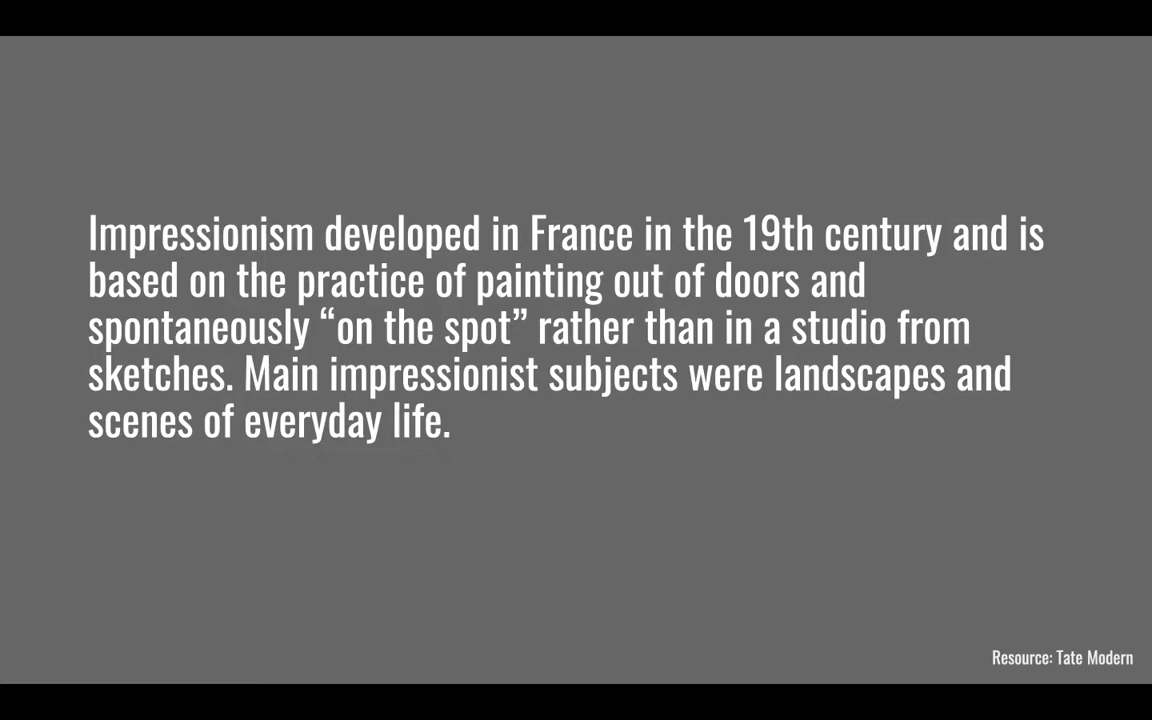 Impressionism developed in France in the 19th century and is
based on the practice of painting out of doors and
spontaneously “on the spot” rather than in a studio from
sketches. Main impressionist subjects were landscapes and
scenes of everyday life.
Resource: Tate Modern